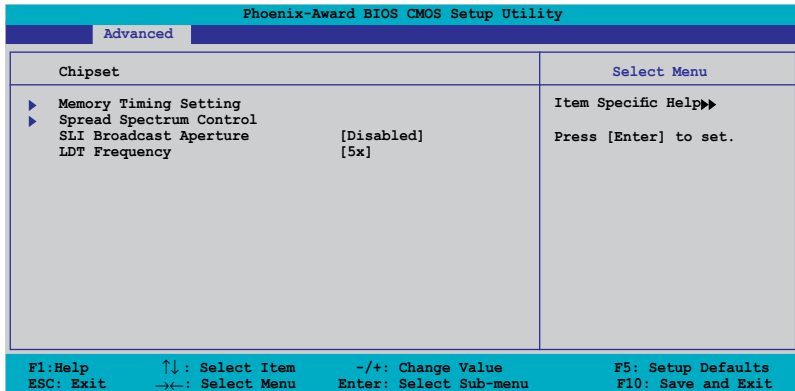 Phoenix-Award BIOS CMOS Setup Utility
Advanced
Chipset
Select Menu
Memory Timing Setting
Spread Spectrum Control
SLI Broadcast Aperture [Disabled]
LDT Frequency [5x]
Item Specific Help▶▶
Press [Enter] to set.
F1:Help ↑↓ : Select Item -/+: Change Value F5: Setup Defaults
ESC: Exit →←: Select Menu Enter: Select Sub-menu F10: Save and Exit